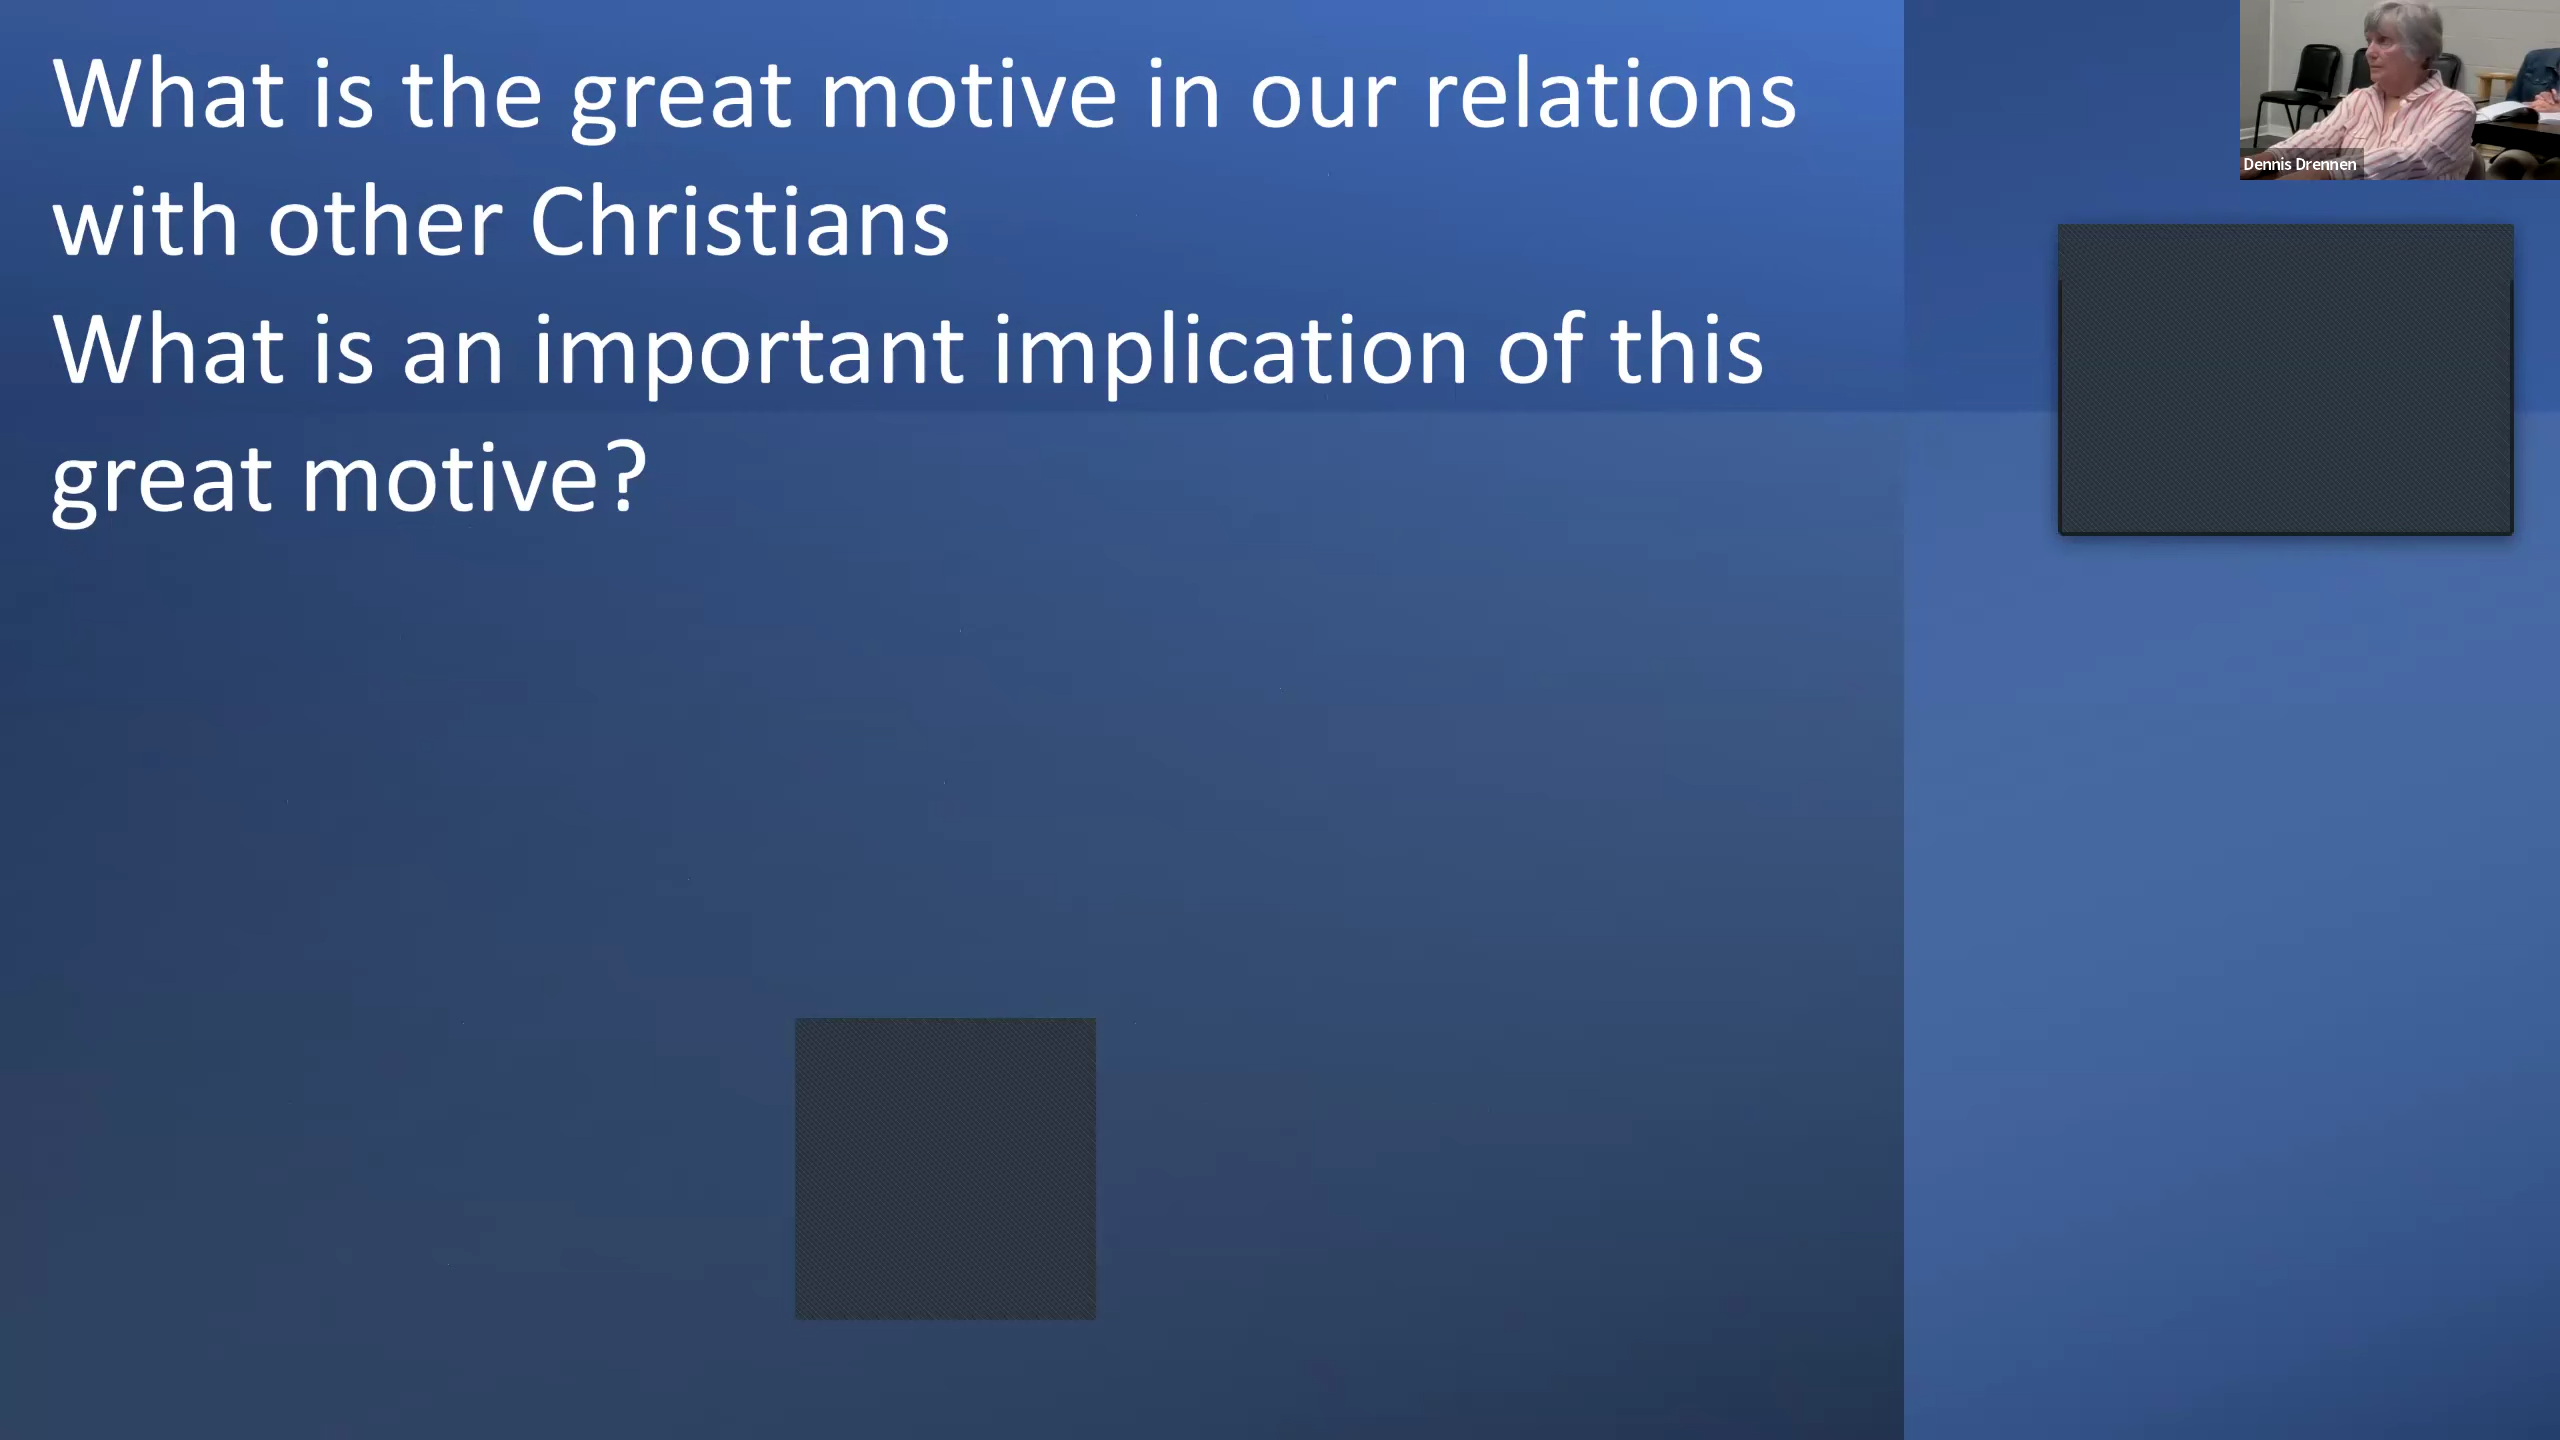 What is the great motive in our relations
with other Christians
What is an important implication of this
great motive?
Dennis Drennen